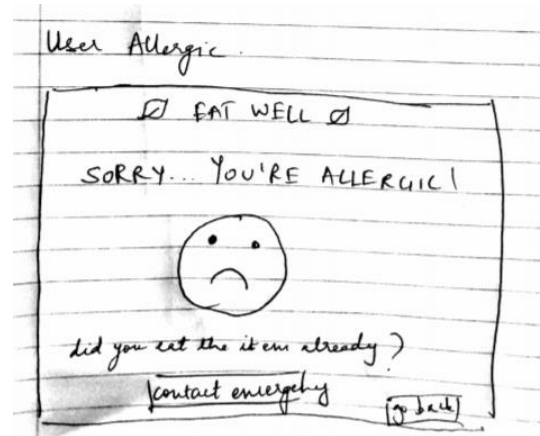 User Allergic.
EAT WELL
SORRY... YOU'RE ALLERGIC!
did you eat the item already?
contact emergency
go back